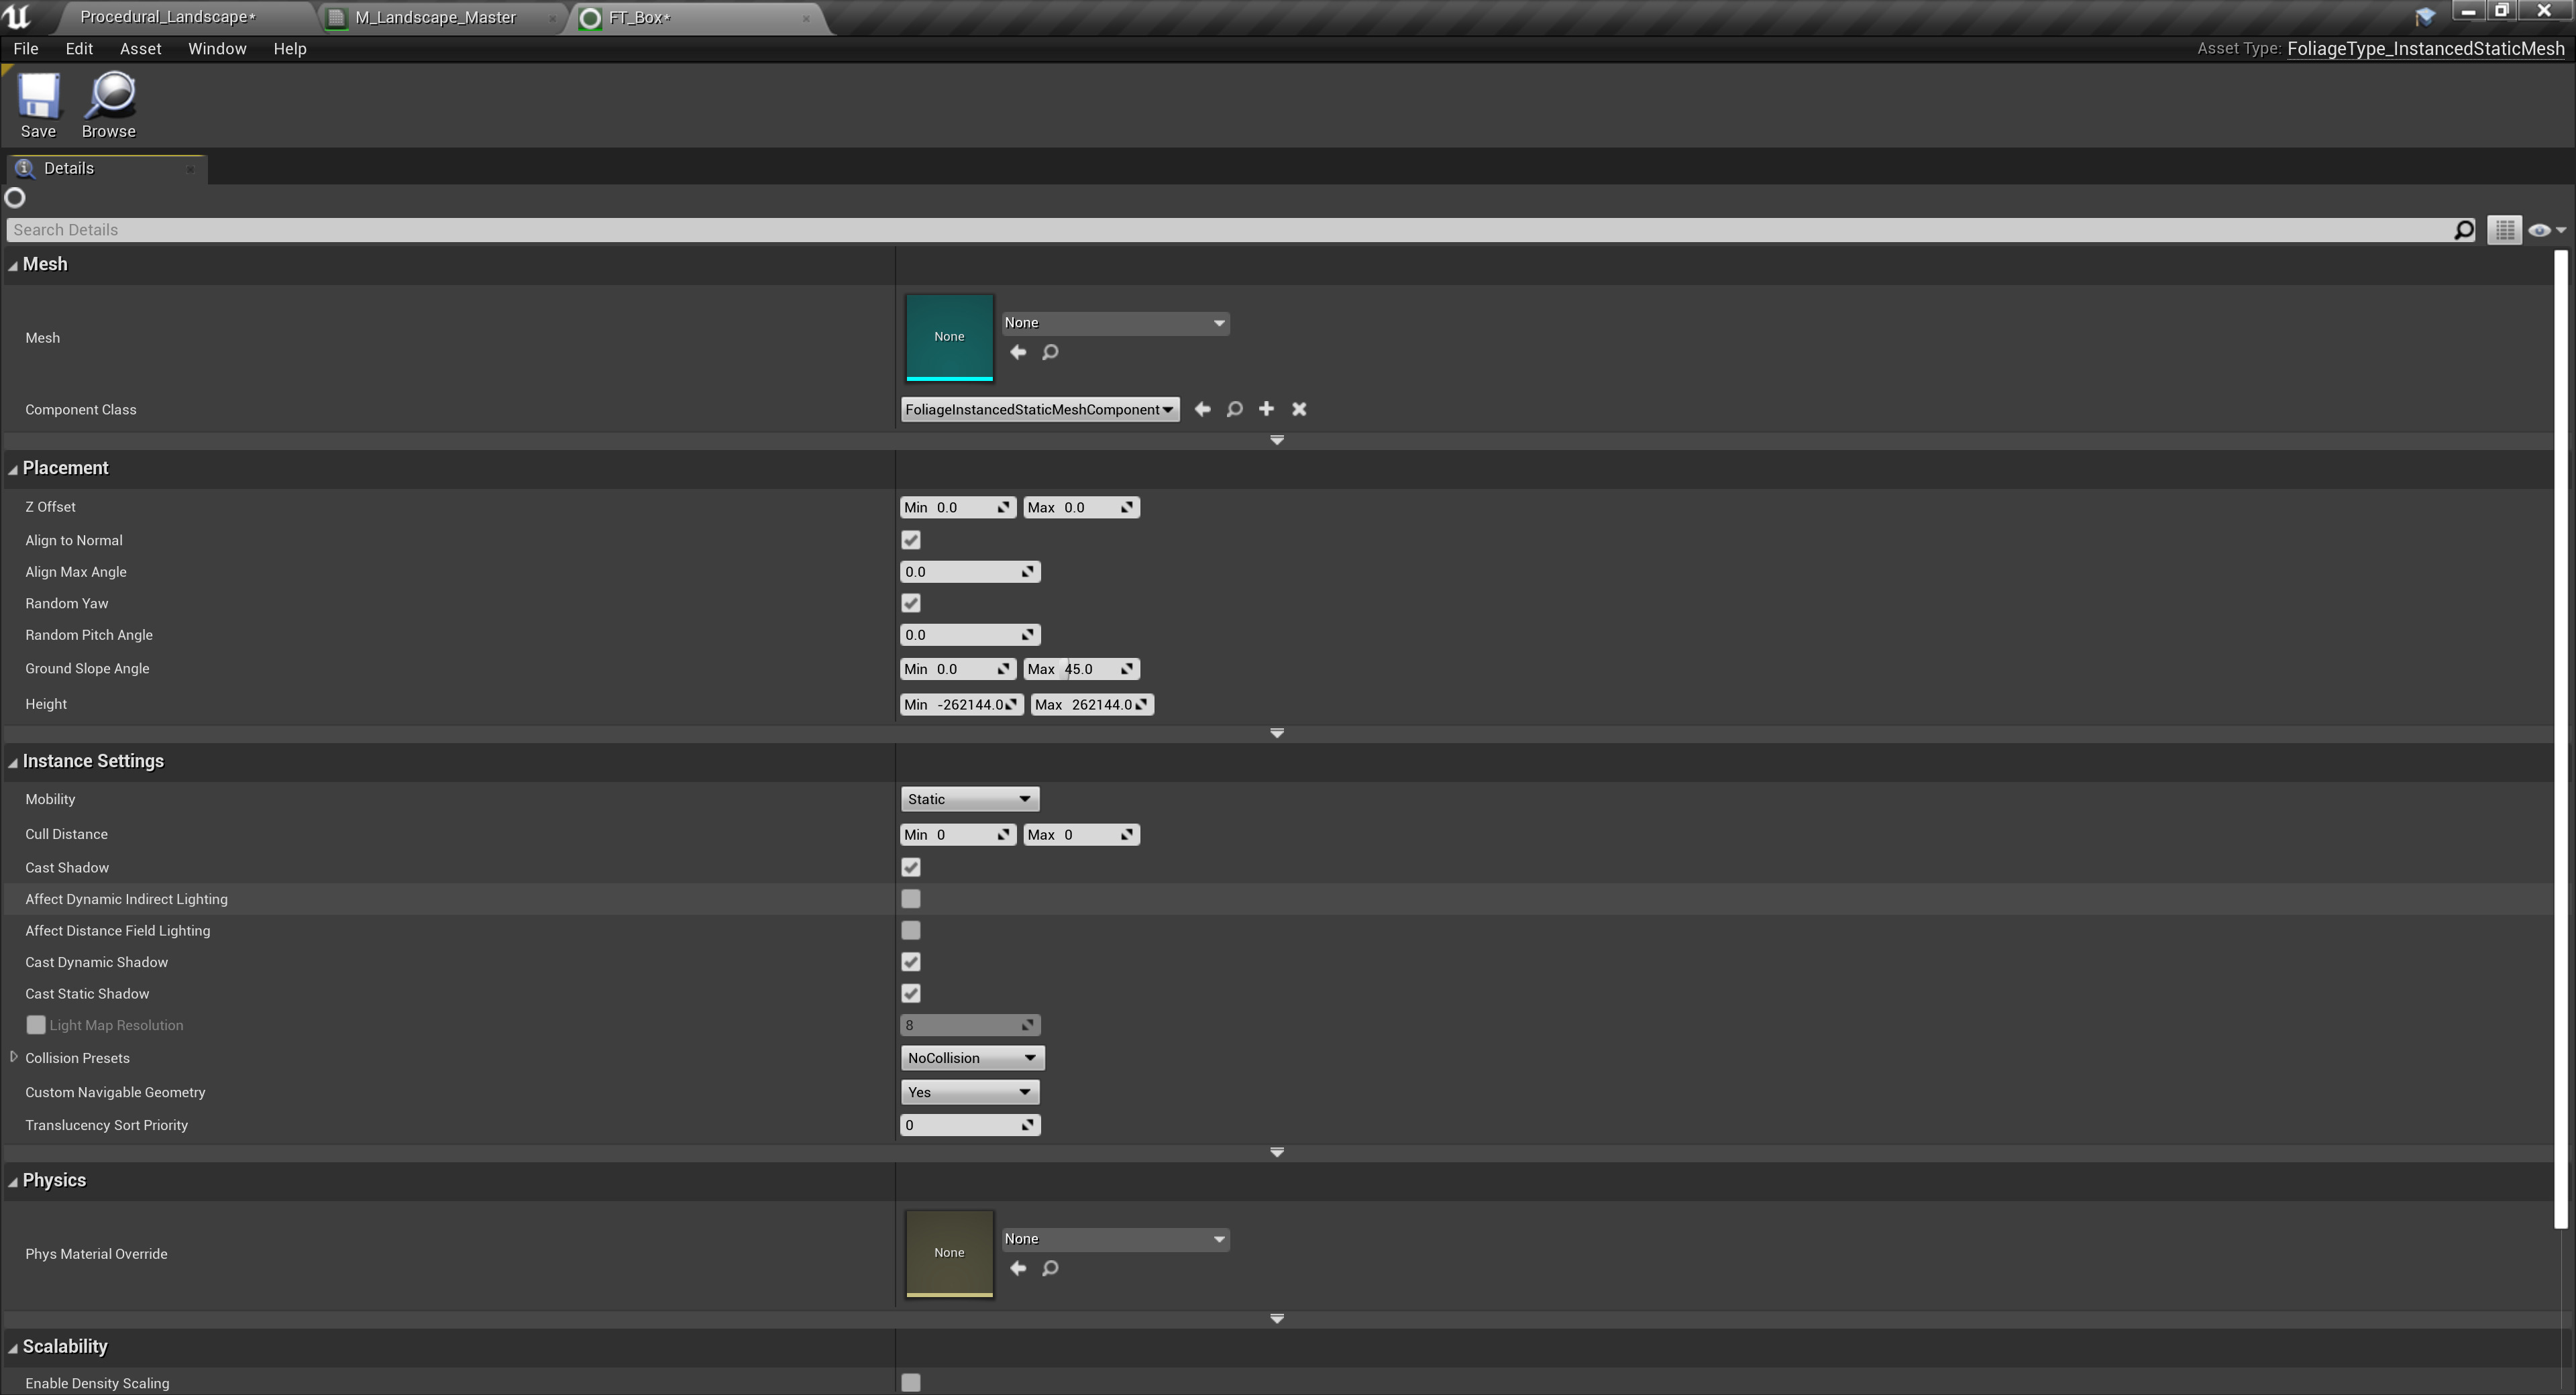 Procedural_Landscape*
M_Landscape_Master
FT_Box*
File Edit Asset Window Help
Asset Type: FoliageType_InstancedStaticMesh
Save Browse
Details
Search Details
Mesh
Mesh
None
None
Component Class
FoliageInstancedStaticMeshComponent
Placement
Z Offset Min 0.0 Max 0.0
Align to Normal
Align Max Angle 0.0
Random Yaw
Random Pitch Angle 0.0
Ground Slope Angle Min 0.0 Max 45.0
Height Min -262144.0 Max 262144.0
Instance Settings
Mobility Static
Cull Distance Min 0 Max 0
Cast Shadow
Affect Dynamic Indirect Lighting
Affect Distance Field Lighting
Cast Dynamic Shadow
Cast Static Shadow
Light Map Resolution 8
Collision Presets NoCollision
Custom Navigable Geometry Yes
Translucency Sort Priority 0
Physics
Phys Material Override
None
None
Scalability
Enable Density Scaling